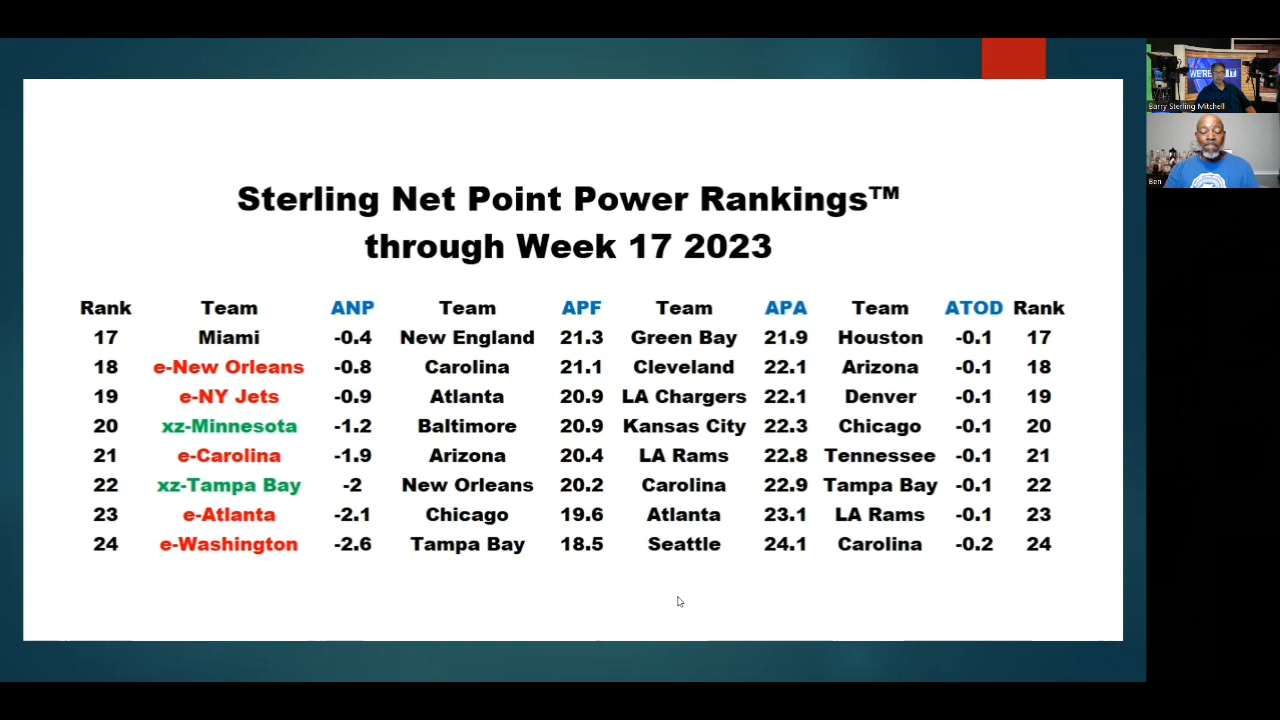 Sterling Net Point Power Rankings™
through Week 17 2023
Rank Team ANP Team APF Team APA Team ATOD Rank
17 Miami -0.4 New England 21.3 Green Bay 21.9 Houston -0.1 17
18 e-New Orleans -0.8 Carolina 21.1 Cleveland 22.1 Arizona -0.1 18
19 e-NY Jets -0.9 Atlanta 20.9 LA Chargers 22.1 Denver -0.1 19
20 xz-Minnesota -1.2 Baltimore 20.9 Kansas City 22.3 Chicago -0.1 20
21 e-Carolina -1.9 Arizona 20.4 LA Rams 22.8 Tennessee -0.1 21
22 xz-Tampa Bay -2 New Orleans 20.2 Carolina 22.9 Tampa Bay -0.1 22
23 e-Atlanta -2.1 Chicago 19.6 Atlanta 23.1 LA Rams -0.1 23
24 e-Washington -2.6 Tampa Bay 18.5 Seattle 24.1 Carolina -0.2 24
Barry Sterling Mitchell
Ben